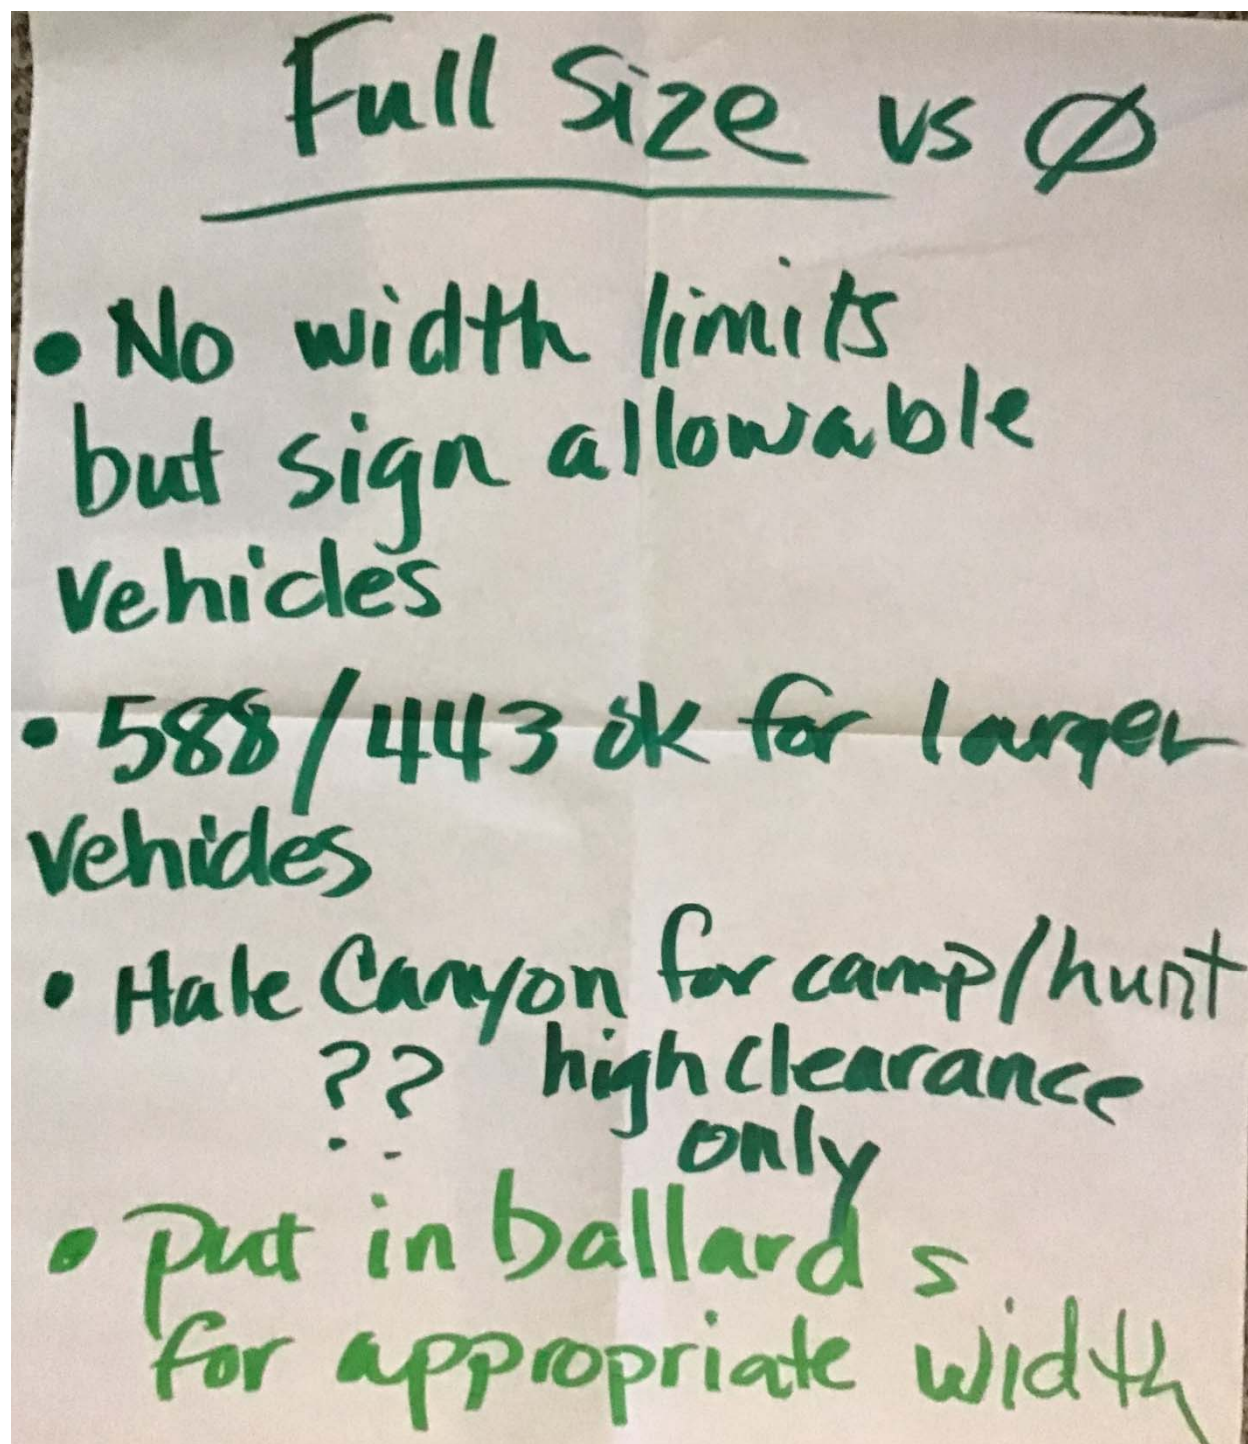 Full Size vs Ø
• No width limits
but sign allowable
vehicles
• 588/443 ok for larger
vehicles
• Hale Canyon for camp/hunt
?? high clearance
only
• put in ballards
for appropriate width